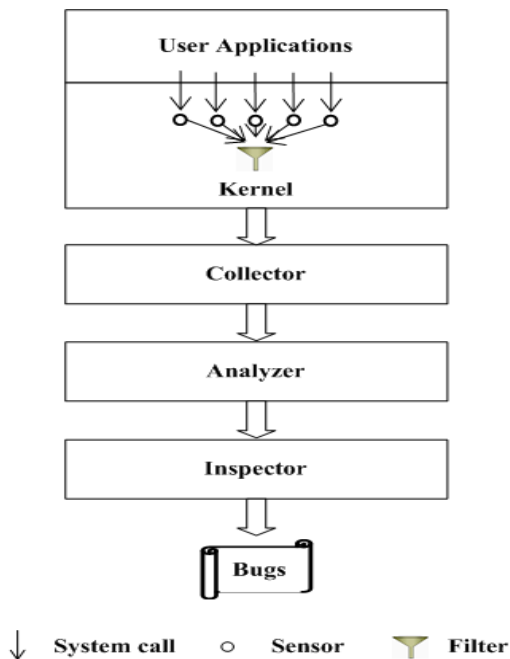 User Applications
Kernel
Collector
Analyzer
Inspector
Bugs
System call Sensor Filter